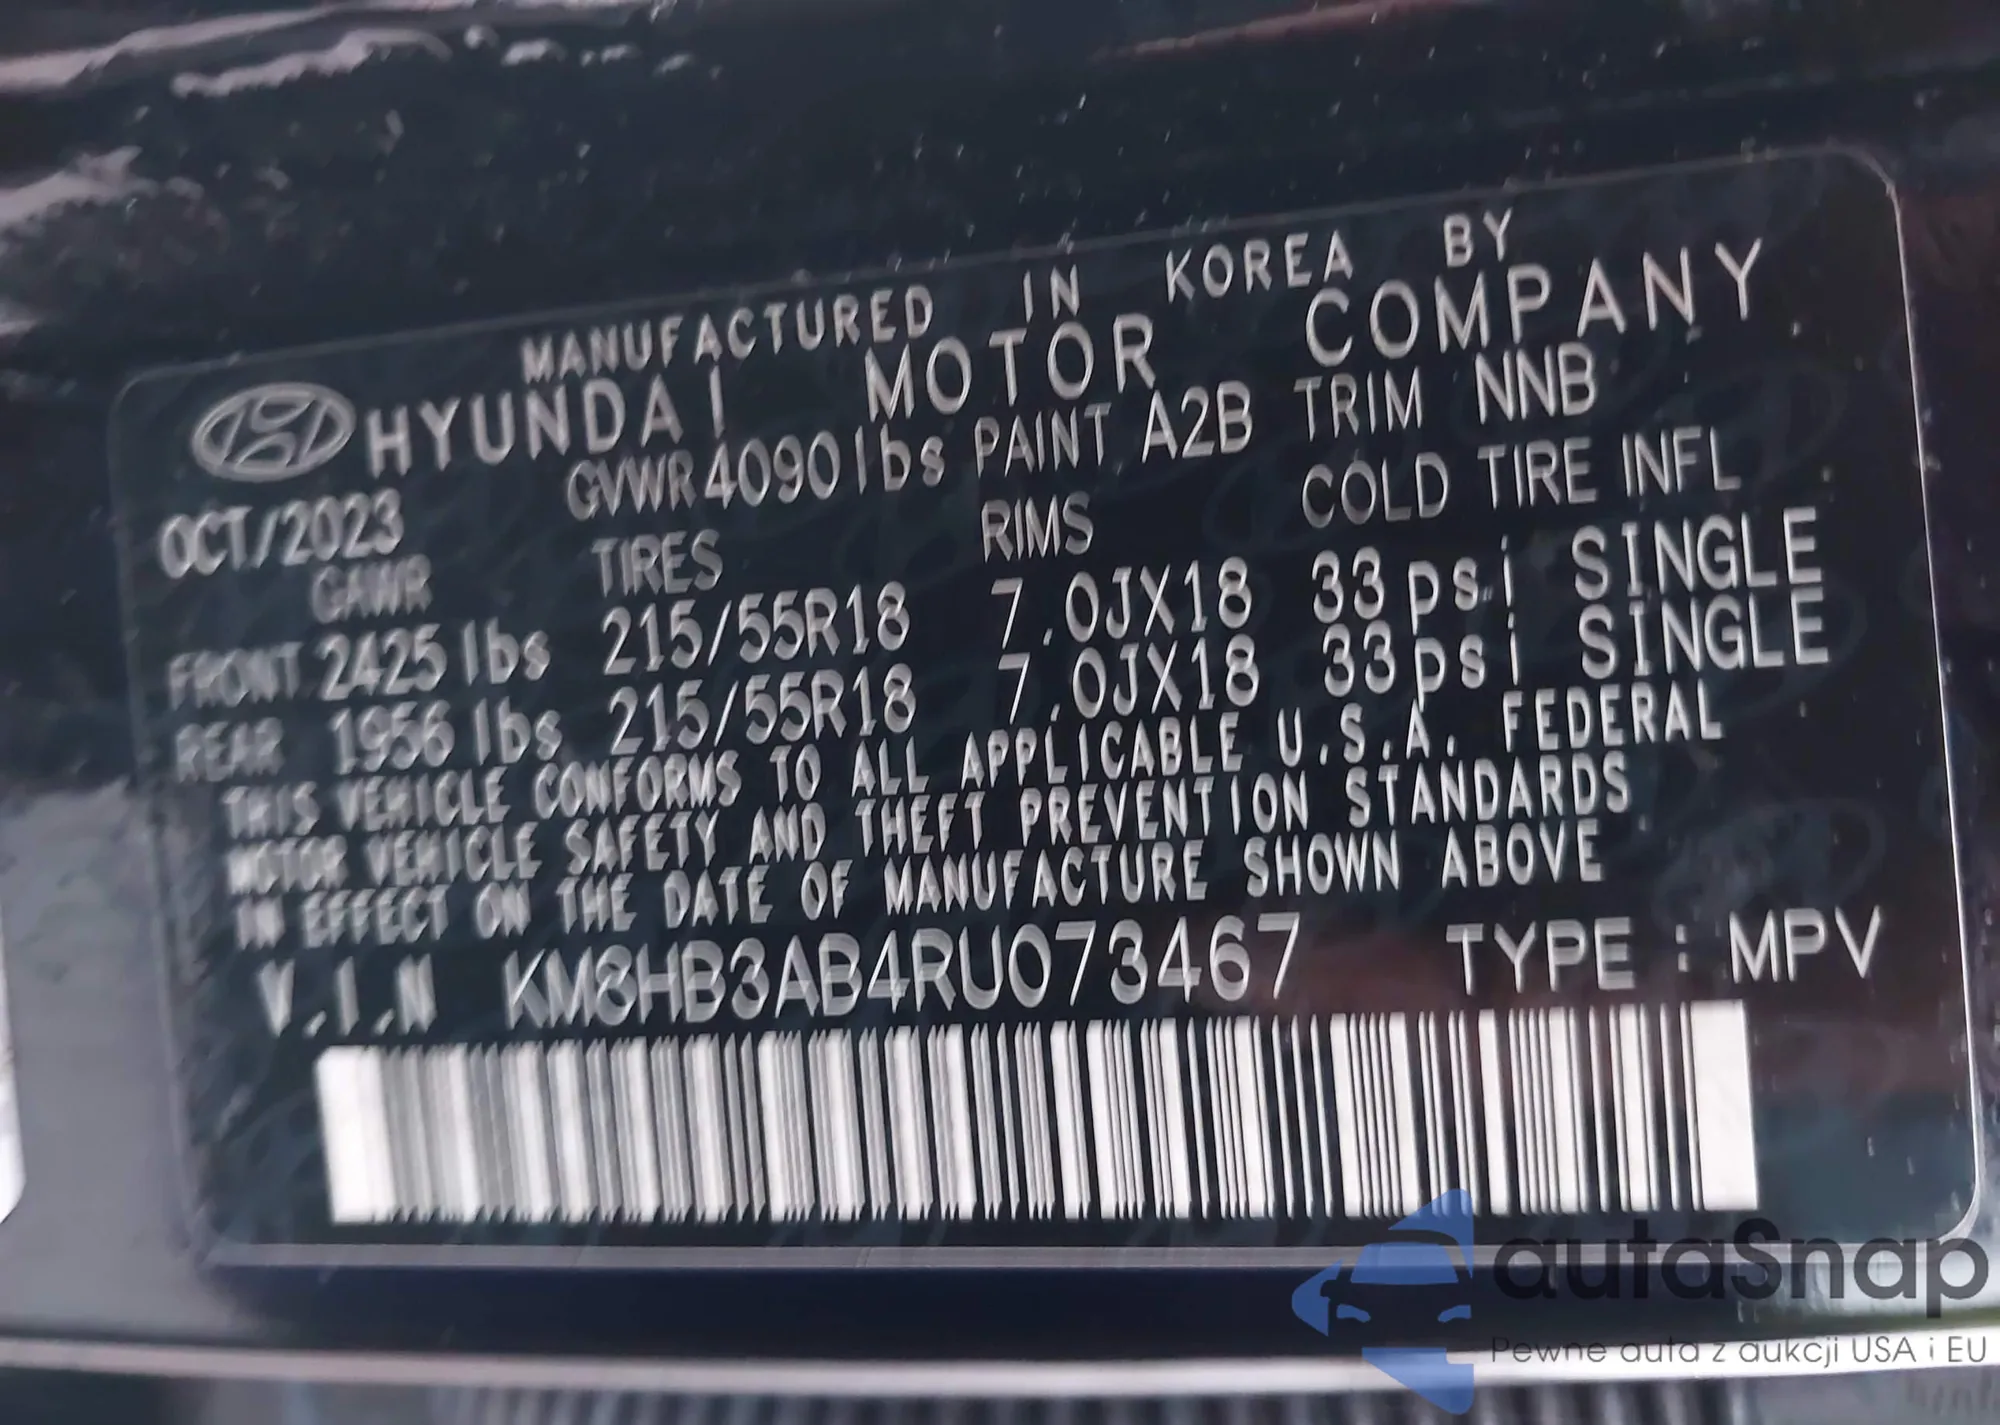 MANUFACTURED IN KOREA BY
HYUNDAI MOTOR COMPANY
OCT/2023 GVWR 4090 lbs PAINT A2B TRIM NNB
GAWR TIRES RIMS COLD TIRE INFL
FRONT 2425 lbs 215/55R18 7.0JX18 33 psi SINGLE
REAR 1956 lbs 215/55R18 7.0JX18 33 psi SINGLE
THIS VEHICLE CONFORMS TO ALL APPLICABLE U.S.A. FEDERAL
MOTOR VEHICLE SAFETY AND THEFT PREVENTION STANDARDS
IN EFFECT ON THE DATE OF MANUFACTURE SHOWN ABOVE
V.I.N KM8HB3AB4RU073467 TYPE : MPV
autaSnap
Pewne auta z aukcji USA i EU